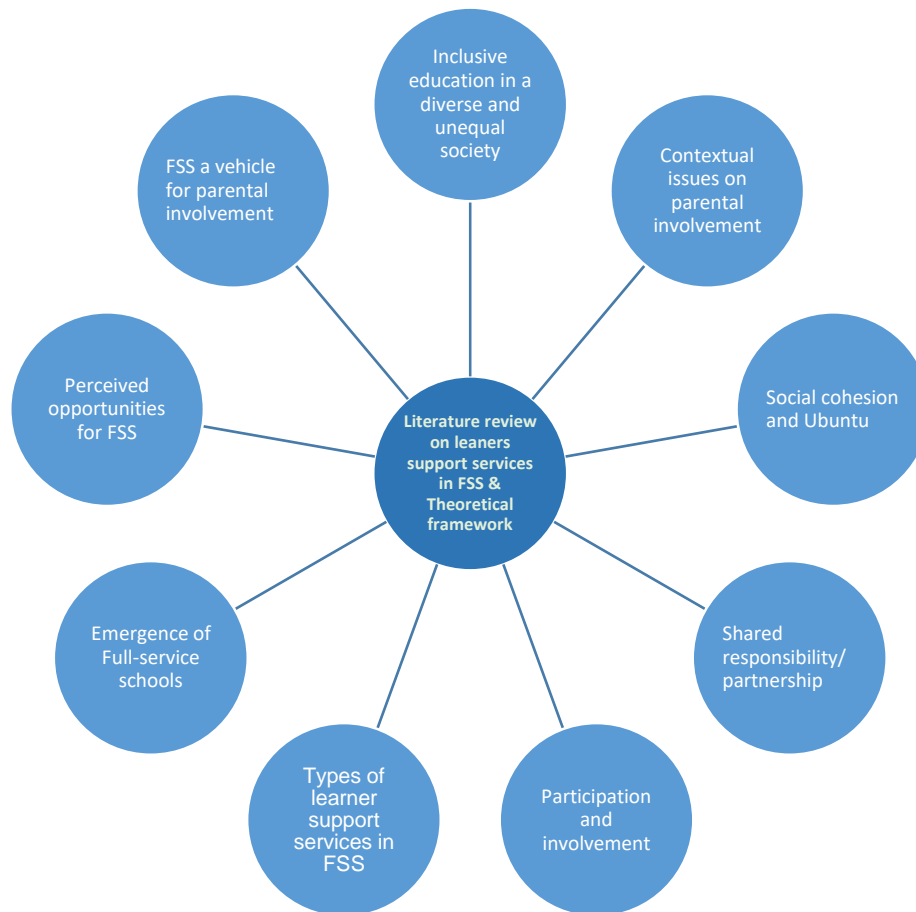 Inclusive
education in a
diverse and
unequal
society
Contextual
issues on
parental
involvement
Social cohesion
and Ubuntu
Shared
responsibility/
partnership
Participation
and
involvement
Types of
learner
support
services in
FSS
Emergence of
Full-service
schools
Perceived
opportunities
for FSS
FSS a vehicle
for parental
involvement
Literature review
on leaners
support services
in FSS &
Theoretical
framework